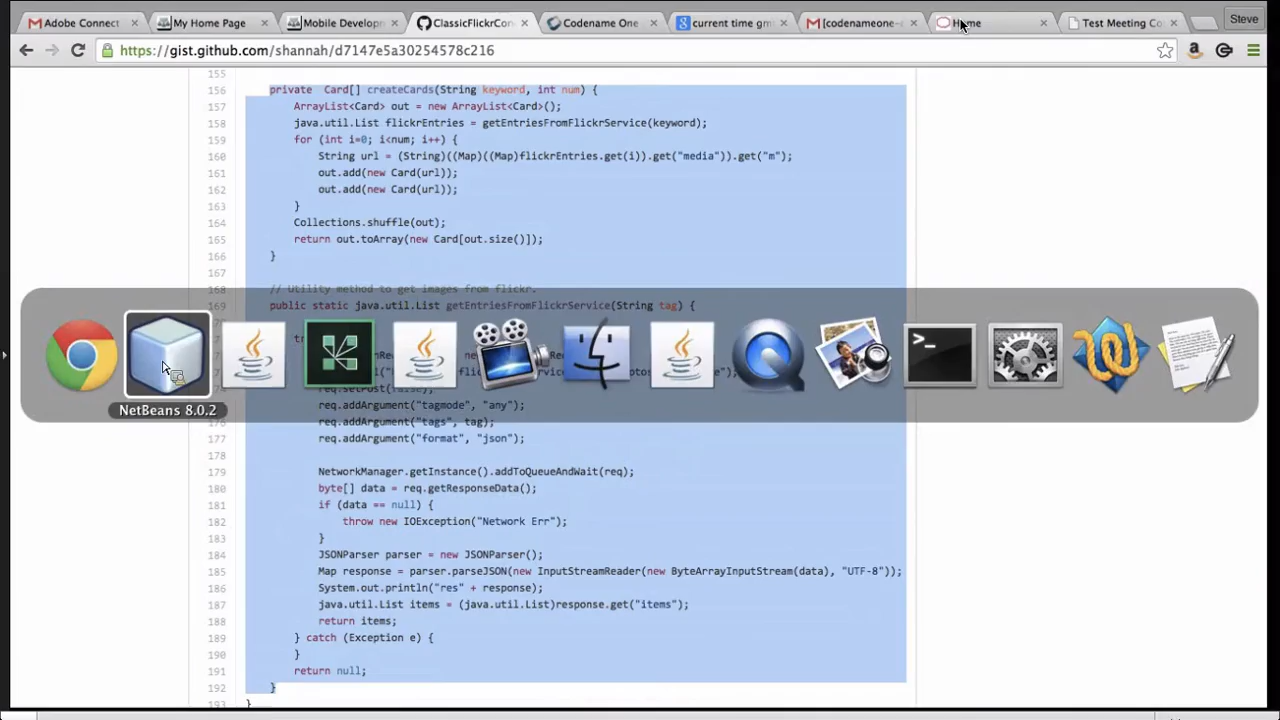 Adobe Connect
My Home Page
Mobile Develop
ClassicFlickrCon
Codename One
current time gmt
[codenameone-
Home
Test Meeting Co
Steve
https://gist.github.com/shannah/d7147e5a30254578c216
155
156 private Card[] createCards(String keyword, int num) {
157 ArrayList<Card> out = new ArrayList<Card>();
158 java.util.List flickrEntries = getEntriesFromFlickrService(keyword);
159 for (int i=0; i<num; i++) {
160 String url = (String)((Map)((Map)flickrEntries.get(i)).get("media")).get("m");
161 out.add(new Card(url));
162 out.add(new Card(url));
163 }
164 Collections.shuffle(out);
165 return out.toArray(new Card[out.size()]);
166 }
167
168 // Utility method to get images from flickr.
169 public static java.util.List getEntriesFromFlickrService(String tag) {
NetBeans 8.0.2
req.addArgument("tagmode", "any");
req.addArgument("tags", tag);
177 req.addArgument("format", "json");
178
179 NetworkManager.getInstance().addToQueueAndWait(req);
180 byte[] data = req.getResponseData();
181 if (data == null) {
182 throw new IOException("Network Err");
183 }
184 JSONParser parser = new JSONParser();
185 Map response = parser.parseJSON(new InputStreamReader(new ByteArrayInputStream(data), "UTF-8"));
186 System.out.println("res" + response);
187 java.util.List items = (java.util.List)response.get("items");
188 return items;
189 } catch (Exception e) {
190 }
191 return null;
192 }
193 }